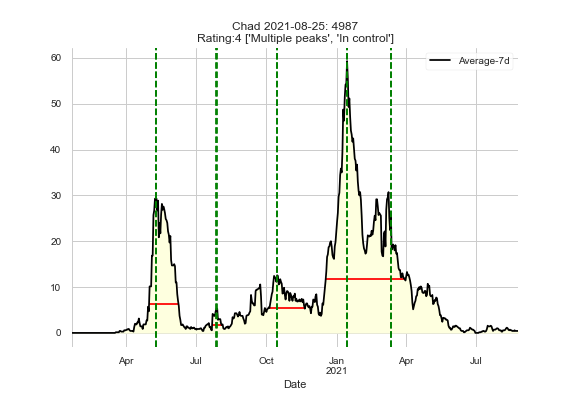 Chad 2021-08-25: 4987
Rating:4 ['Multiple peaks', 'In control']
Average-7d
60
50
40
30
20
10
0
Apr Jul Oct Jan Apr Jul
2021
Date